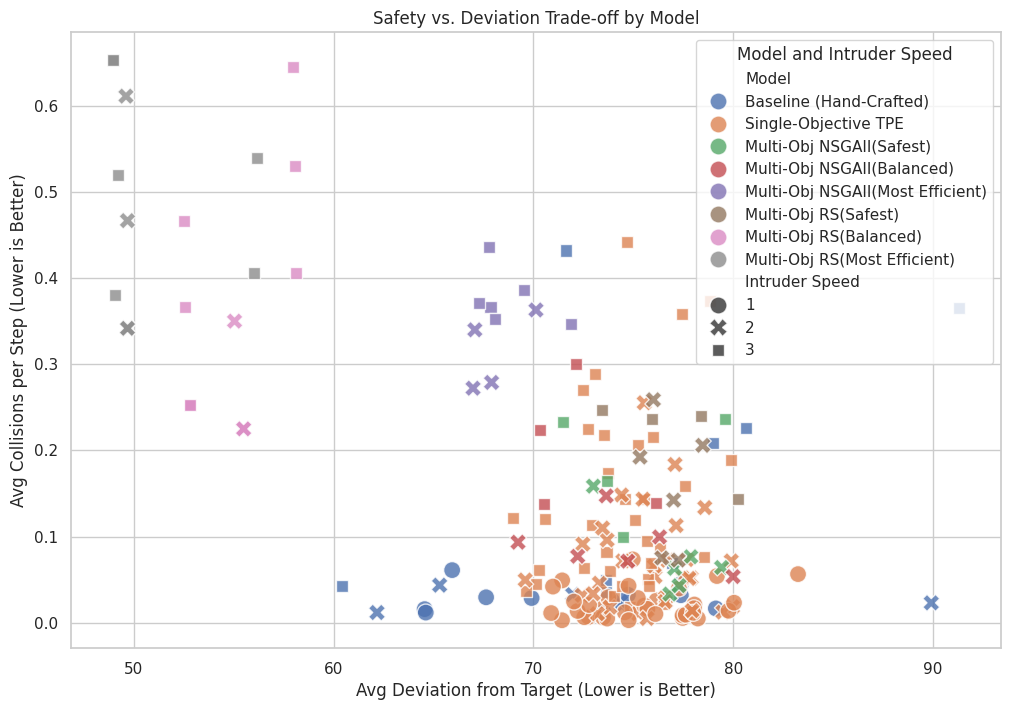 Safety vs. Deviation Trade-off by Model
Avg Collisions per Step (Lower is Better)
0.6
0.5
0.4
0.3
0.2
0.1
0.0
Model and Intruder Speed
Model
Baseline (Hand-Crafted)
Single-Objective TPE
Multi-Obj NSGAII(Safest)
Multi-Obj NSGAII(Balanced)
Multi-Obj NSGAII(Most Efficient)
Multi-Obj RS(Safest)
Multi-Obj RS(Balanced)
Multi-Obj RS(Most Efficient)
Intruder Speed
1
2
3
50 60 70 80 90
Avg Deviation from Target (Lower is Better)